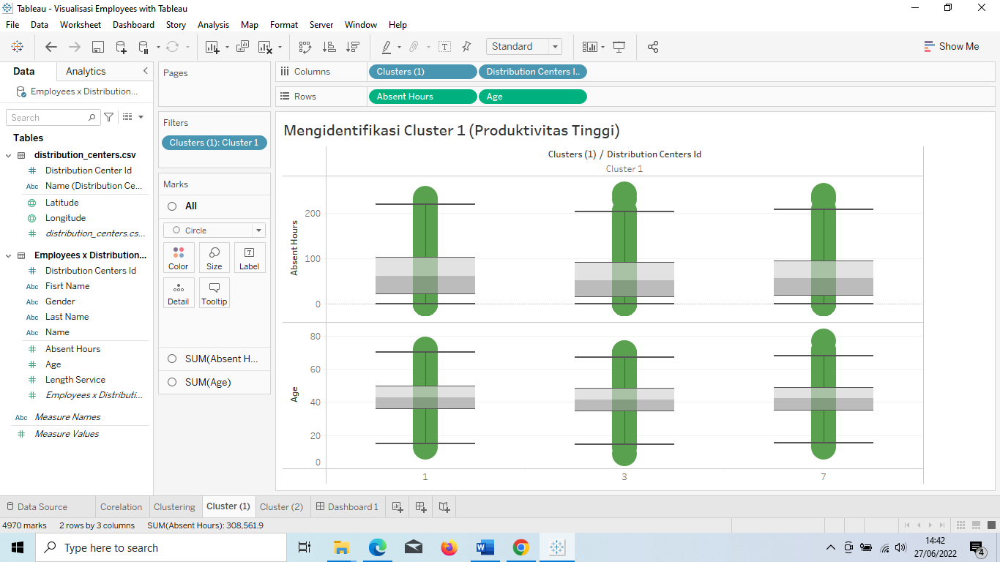 Tableau - Visualisasi Employees with Tableau
File Data Worksheet Dashboard Story Analysis Map Format Server Window Help
Standard
Show Me
Data Analytics
Employees x Distribution...
Search
Tables
distribution_centers.csv
Distribution Center Id
Abc Name (Distribution Ce...
Latitude
Longitude
distribution_centers.cs...
Employees x Distribution...
Distribution Centers Id
Abc Fisrt Name
Abc Gender
Abc Last Name
Abc Name
Absent Hours
Age
Length Service
Employees x Distributi...
Abc Measure Names
Measure Values
Pages
Filters
Clusters (1): Cluster 1
Marks
All
Circle
Color Size Label
Detail Tooltip
SUM(Absent H...
SUM(Age)
Columns Clusters (1) Distribution Centers I..
Rows Absent Hours Age
Mengidentifikasi Cluster 1 (Produktivitas Tinggi)
Clusters (1) / Distribution Centers Id
Cluster 1
Absent Hours
200
100
0
Age
80
60
40
20
0
1 3 7
Data Source Corelation Clustering Cluster (1) Cluster (2) Dashboard 1
4970 marks 2 rows by 3 columns SUM(Absent Hours): 308.561.9
Type here to search
14:42
27/06/2022
4